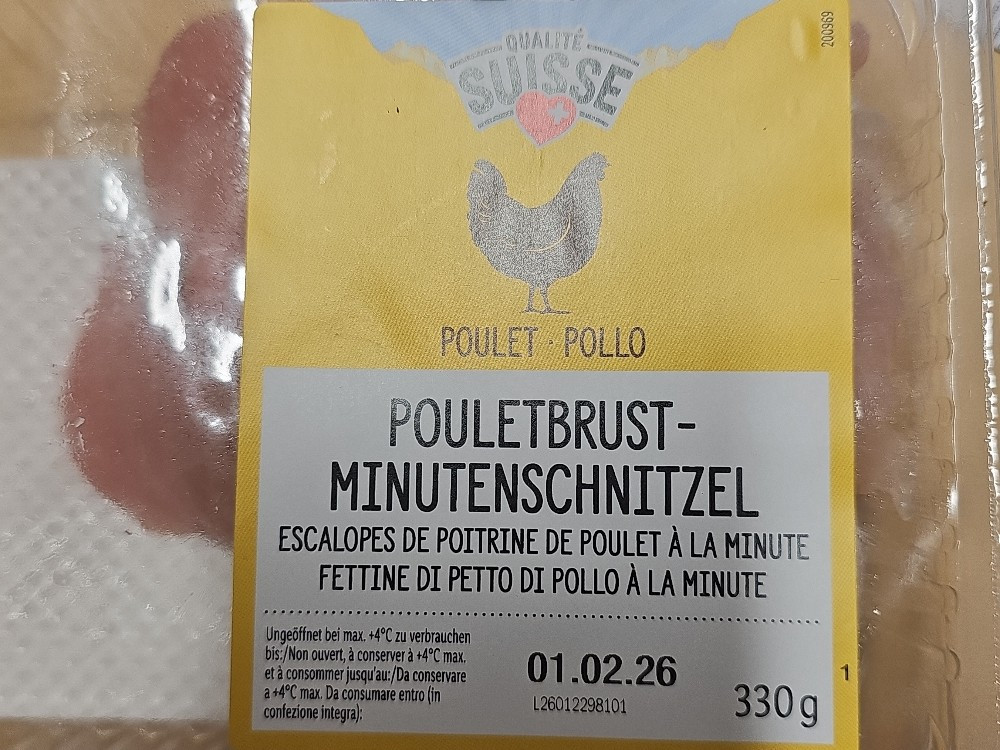 200969
QUALITÉ
SUISSE
POULET · POLLO
POULETBRUST-
MINUTENSCHNITZEL
ESCALOPES DE POITRINE DE POULET À LA MINUTE
FETTINE DI PETTO DI POLLO À LA MINUTE
Ungeöffnet bei max. +4°C zu verbrauchen
bis:/Non ouvert, à conserver à +4°C max.
et à consommer jusqu'au:/Da conservare
a +4°C max. Da consumare entro (in
confezione integra):
01.02.26
L26012298101
330 g
1